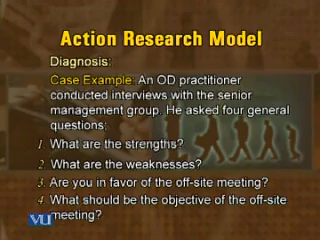 Action Research Model
Diagnosis:
Case Example: An OD practitioner
conducted interviews with the senior
management group. He asked four general
questions:
1. What are the strengths?
2. What are the weaknesses?
3. Are you in favor of the off-site meeting?
4. What should be the objective of the off-site
meeting?
VU